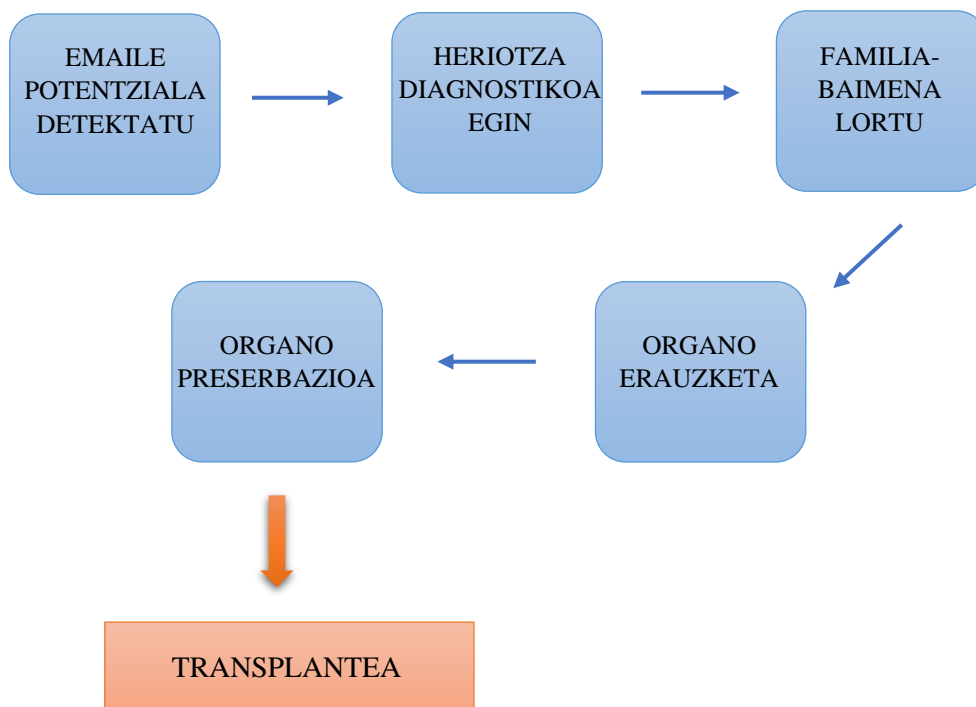 EMAILE
POTENTZIALA
DETEKTATU
HERIOTZA
DIAGNOSTIKOA
EGIN
FAMILIA-
BAIMENA
LORTU
ORGANO
ERAUZKETA
ORGANO
PRESERBAZIOA
TRANSPLANTEA